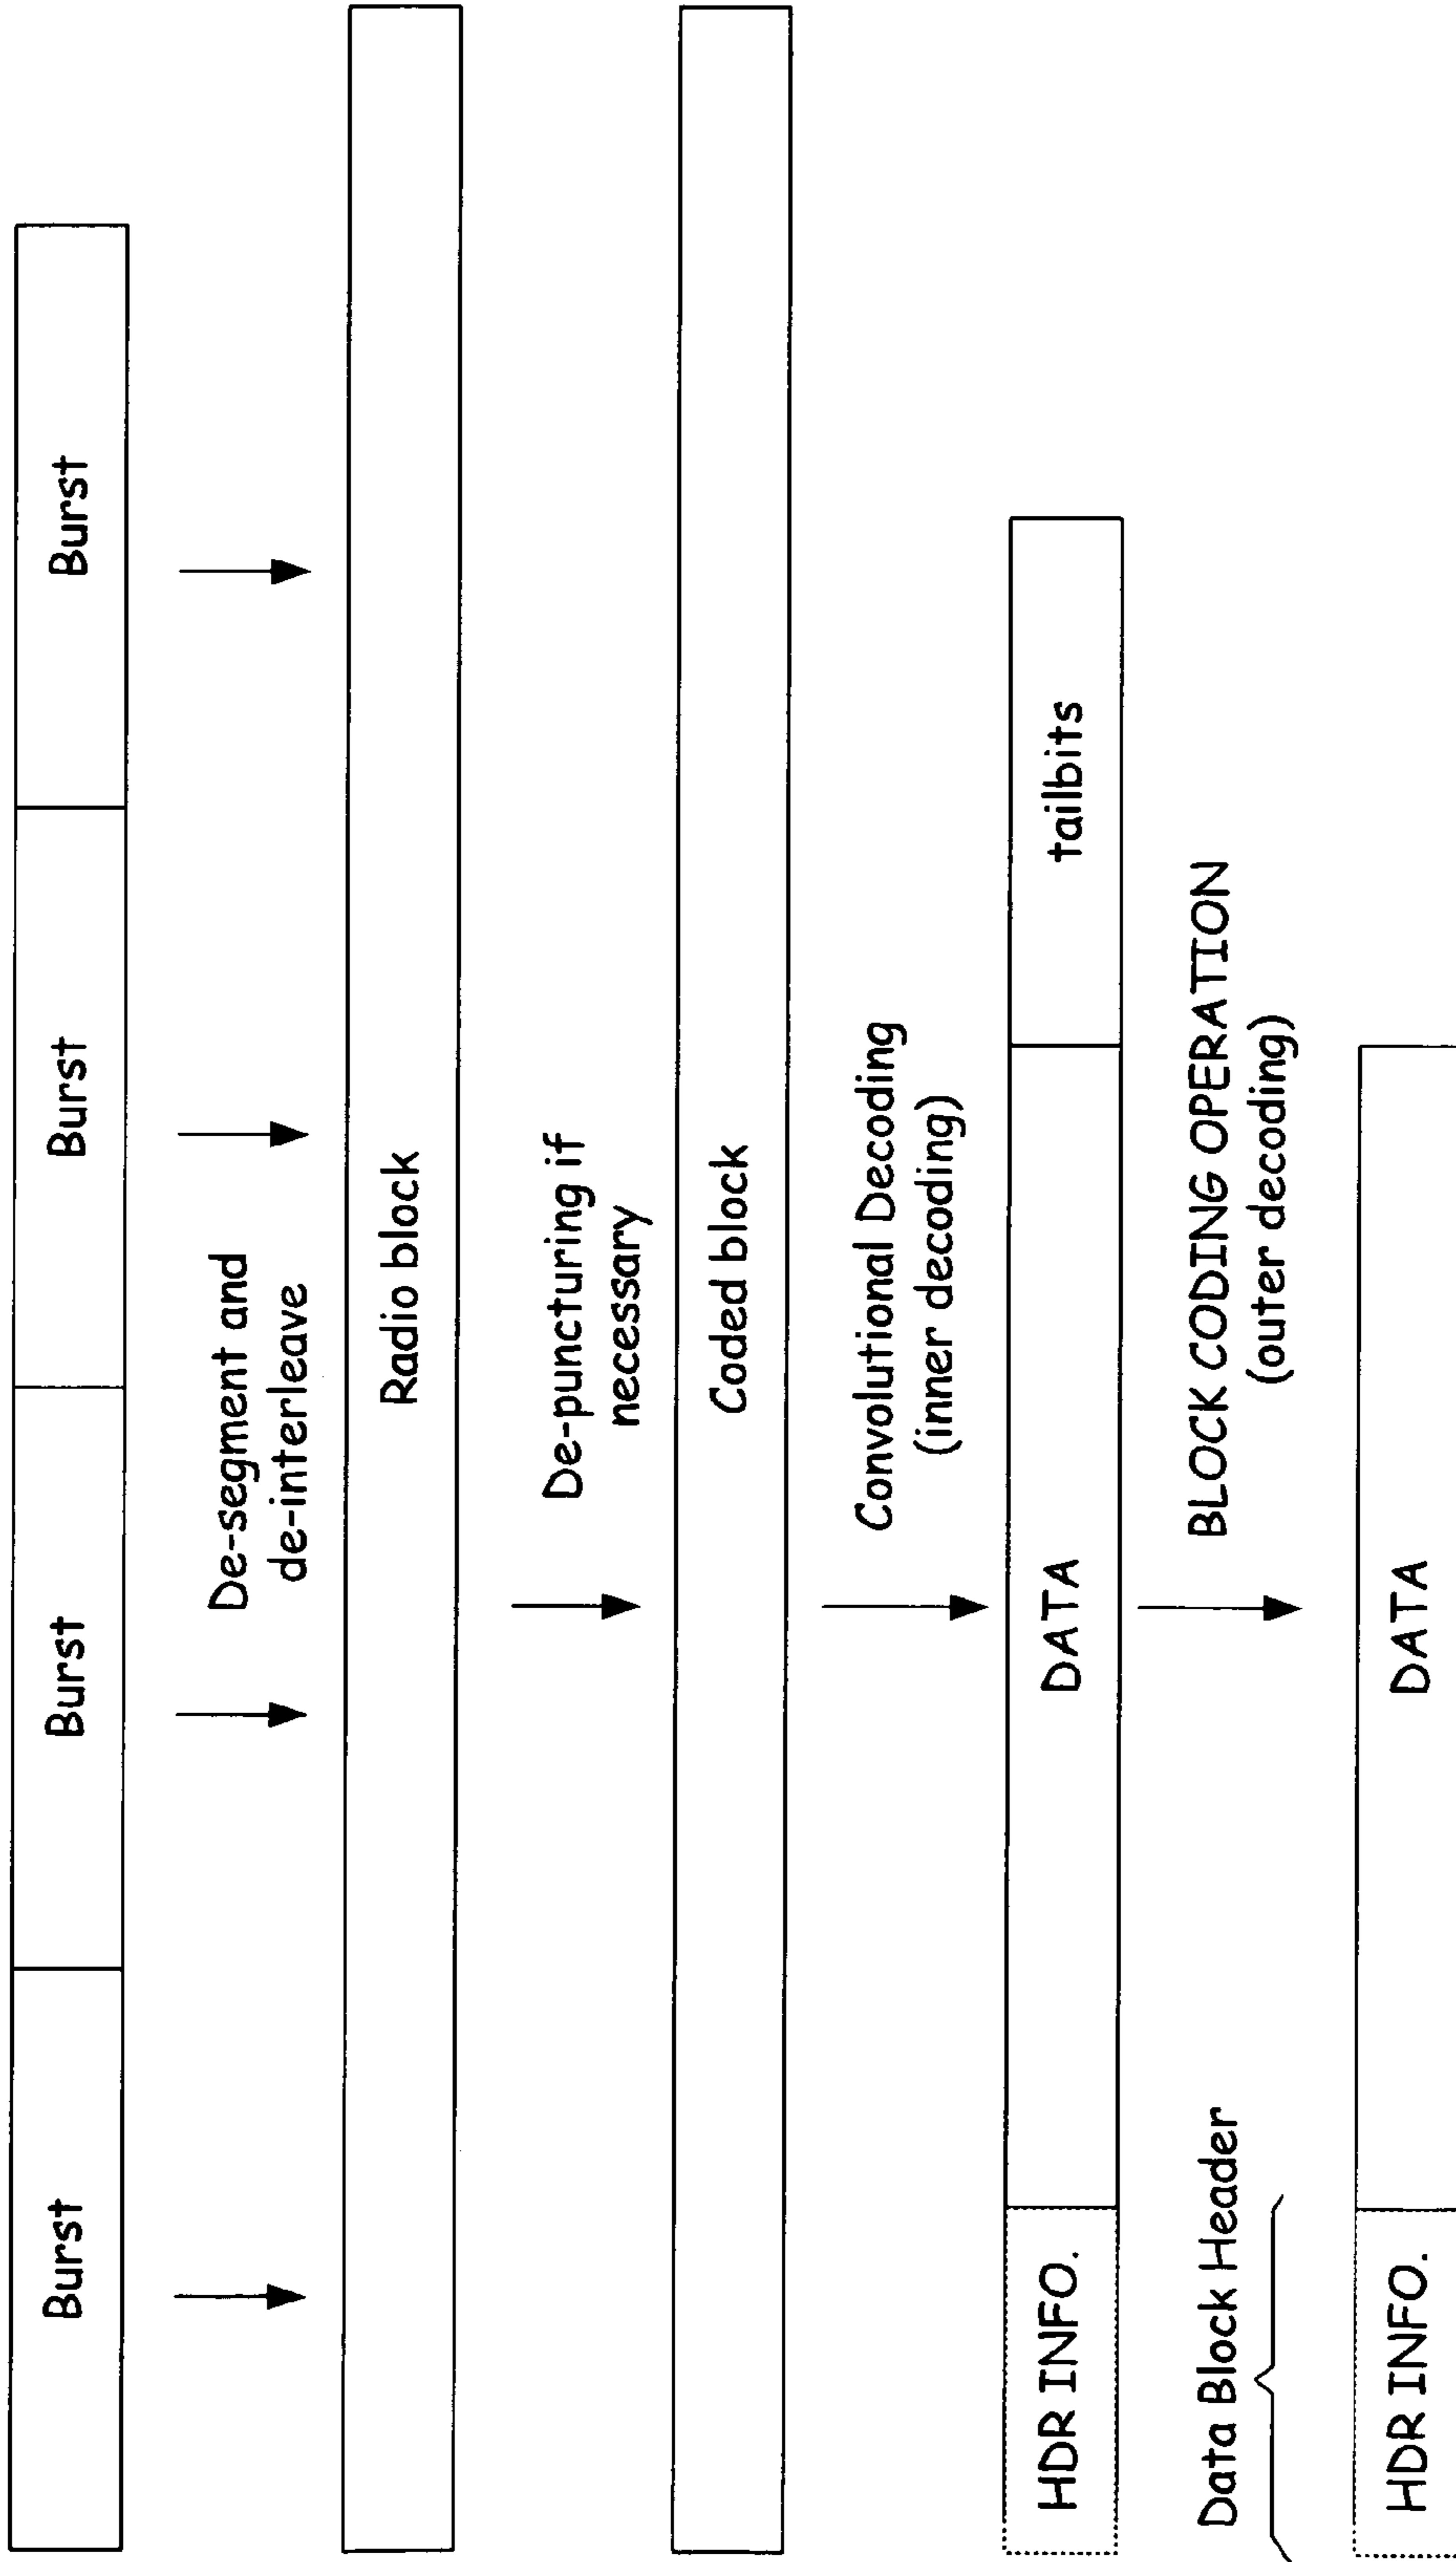 Burst
Burst
Burst
Burst
De-segment and
de-interleave
Radio block
De-puncturing if
necessary
Coded block
Convolutional Decoding
(inner decoding)
HDR INFO.
DATA
tailbits
Data Block Header
BLOCK CODING OPERATION
(outer decoding)
HDR INFO.
DATA